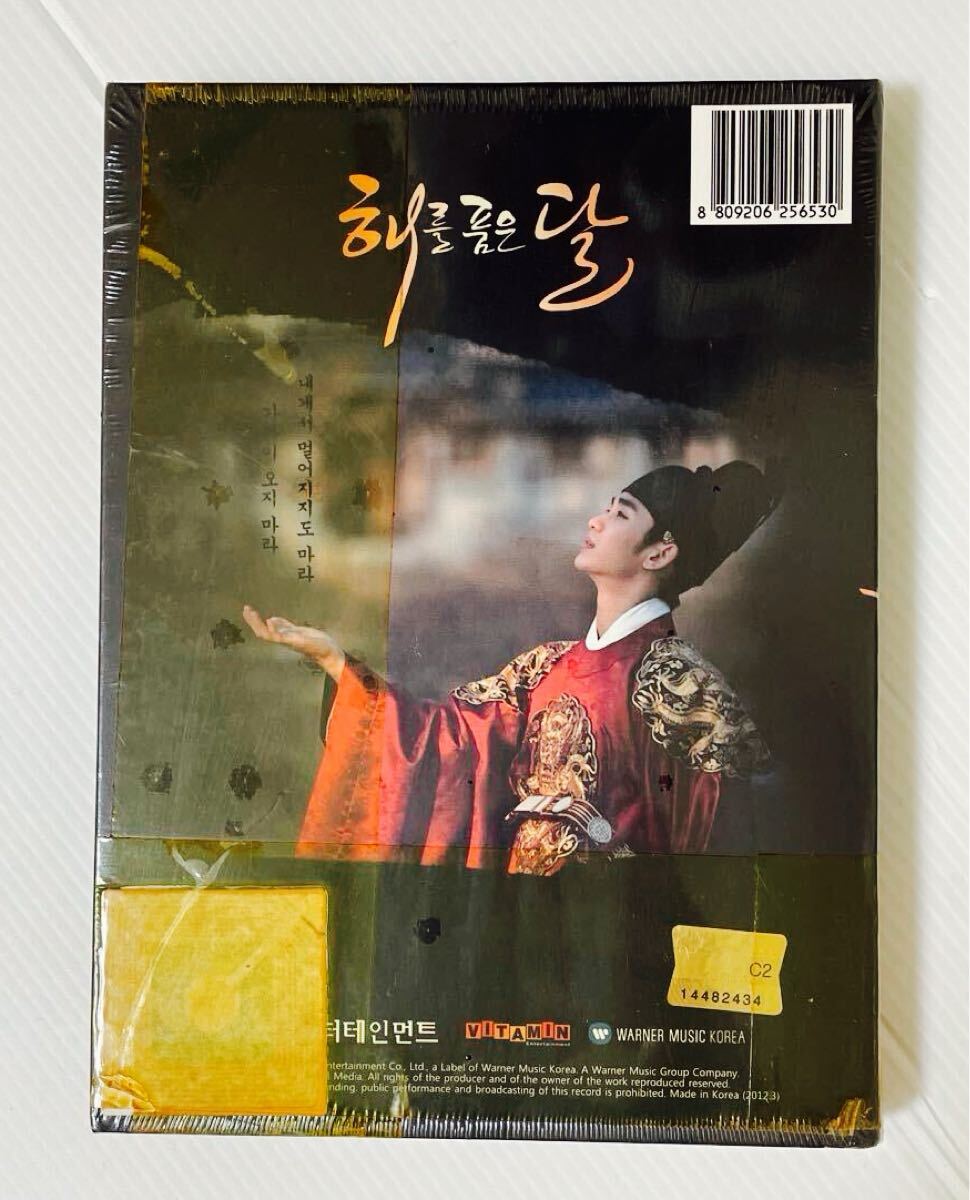 8 809206 256530
해를 품은 달
내게서 멀어지지도 마라
오지 마라
C2
14482434
터테인먼트
VITAMIN
Entertainment
WARNER MUSIC KOREA
ntertainment Co., Ltd., a Label of Warner Music Korea. A Warner Music Group Company.
Media. All rights of the producer and of the owner of the work reproduced reserved.
nding, public performance and broadcasting of this record is prohibited. Made in Korea (2012.3)